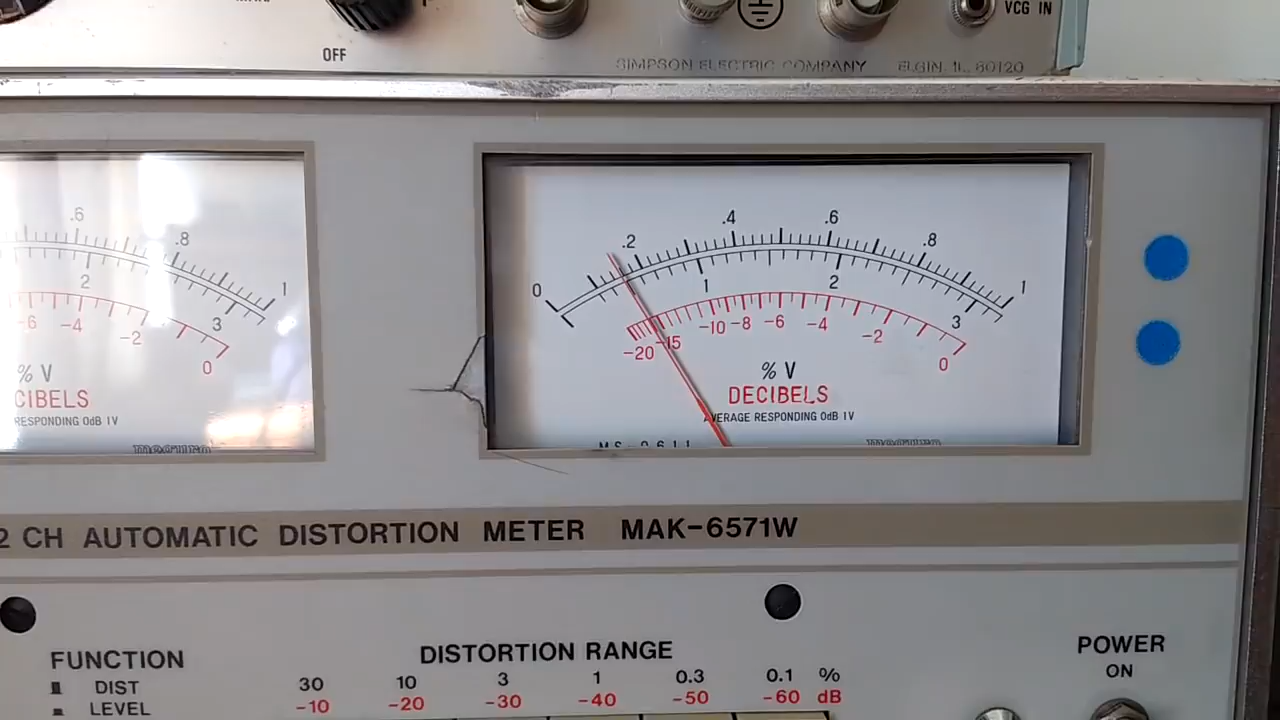 OFF
VCG IN
SIMPSON ELECTRIC COMPANY ELGIN, IL, 60120
.6
.8
1
2
3
-6 -4 -2 0
% V
CIBELS
RESPONDING 0dB 1V
0 .2 .4 .6 .8 1
1 2 3
-20 -15 -10 -8 -6 -4 -2 0
% V
DECIBELS
AVERAGE RESPONDING 0dB 1V
2 CH AUTOMATIC DISTORTION METER MAK-6571W
FUNCTION
DIST
LEVEL
DISTORTION RANGE
30 10 3 1 0.3 0.1 %
-10 -20 -30 -40 -50 -60 dB
POWER
ON